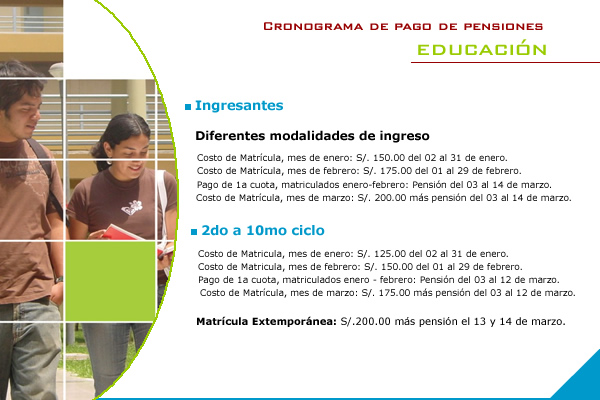 CRONOGRAMA DE PAGO DE PENSIONES
EDUCACIÓN
Ingresantes
Diferentes modalidades de ingreso
Costo de Matrícula, mes de enero: S/. 150.00 del 02 al 31 de enero.
Costo de Matrícula, mes de febrero: S/. 175.00 del 01 al 29 de febrero.
Pago de 1a cuota, matriculados enero-febrero: Pensión del 03 al 14 de marzo.
Costo de Matrícula, mes de marzo: S/. 200.00 más pensión del 03 al 14 de marzo.
2do a 10mo ciclo
Costo de Matricula, mes de enero: S/. 125.00 del 02 al 31 de enero.
Costo de Matrícula, mes de febrero: S/. 150.00 del 01 al 29 de febrero.
Pago de 1a cuota, matriculados enero - febrero: Pensión del 03 al 12 de marzo.
Costo de Matrícula, mes de marzo: S/. 175.00 más pensión del 03 al 12 de marzo.
Matrícula Extemporánea: S/.200.00 más pensión el 13 y 14 de marzo.